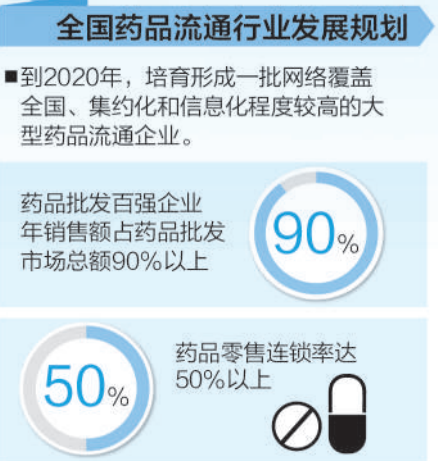 全国药品流通行业发展规划
■到2020年，培育形成一批网络覆盖
全国、集约化和信息化程度较高的大
型药品流通企业。
药品批发百强企业
年销售额占药品批发
市场总额90%以上
90%
50%
药品零售连锁率达
50%以上